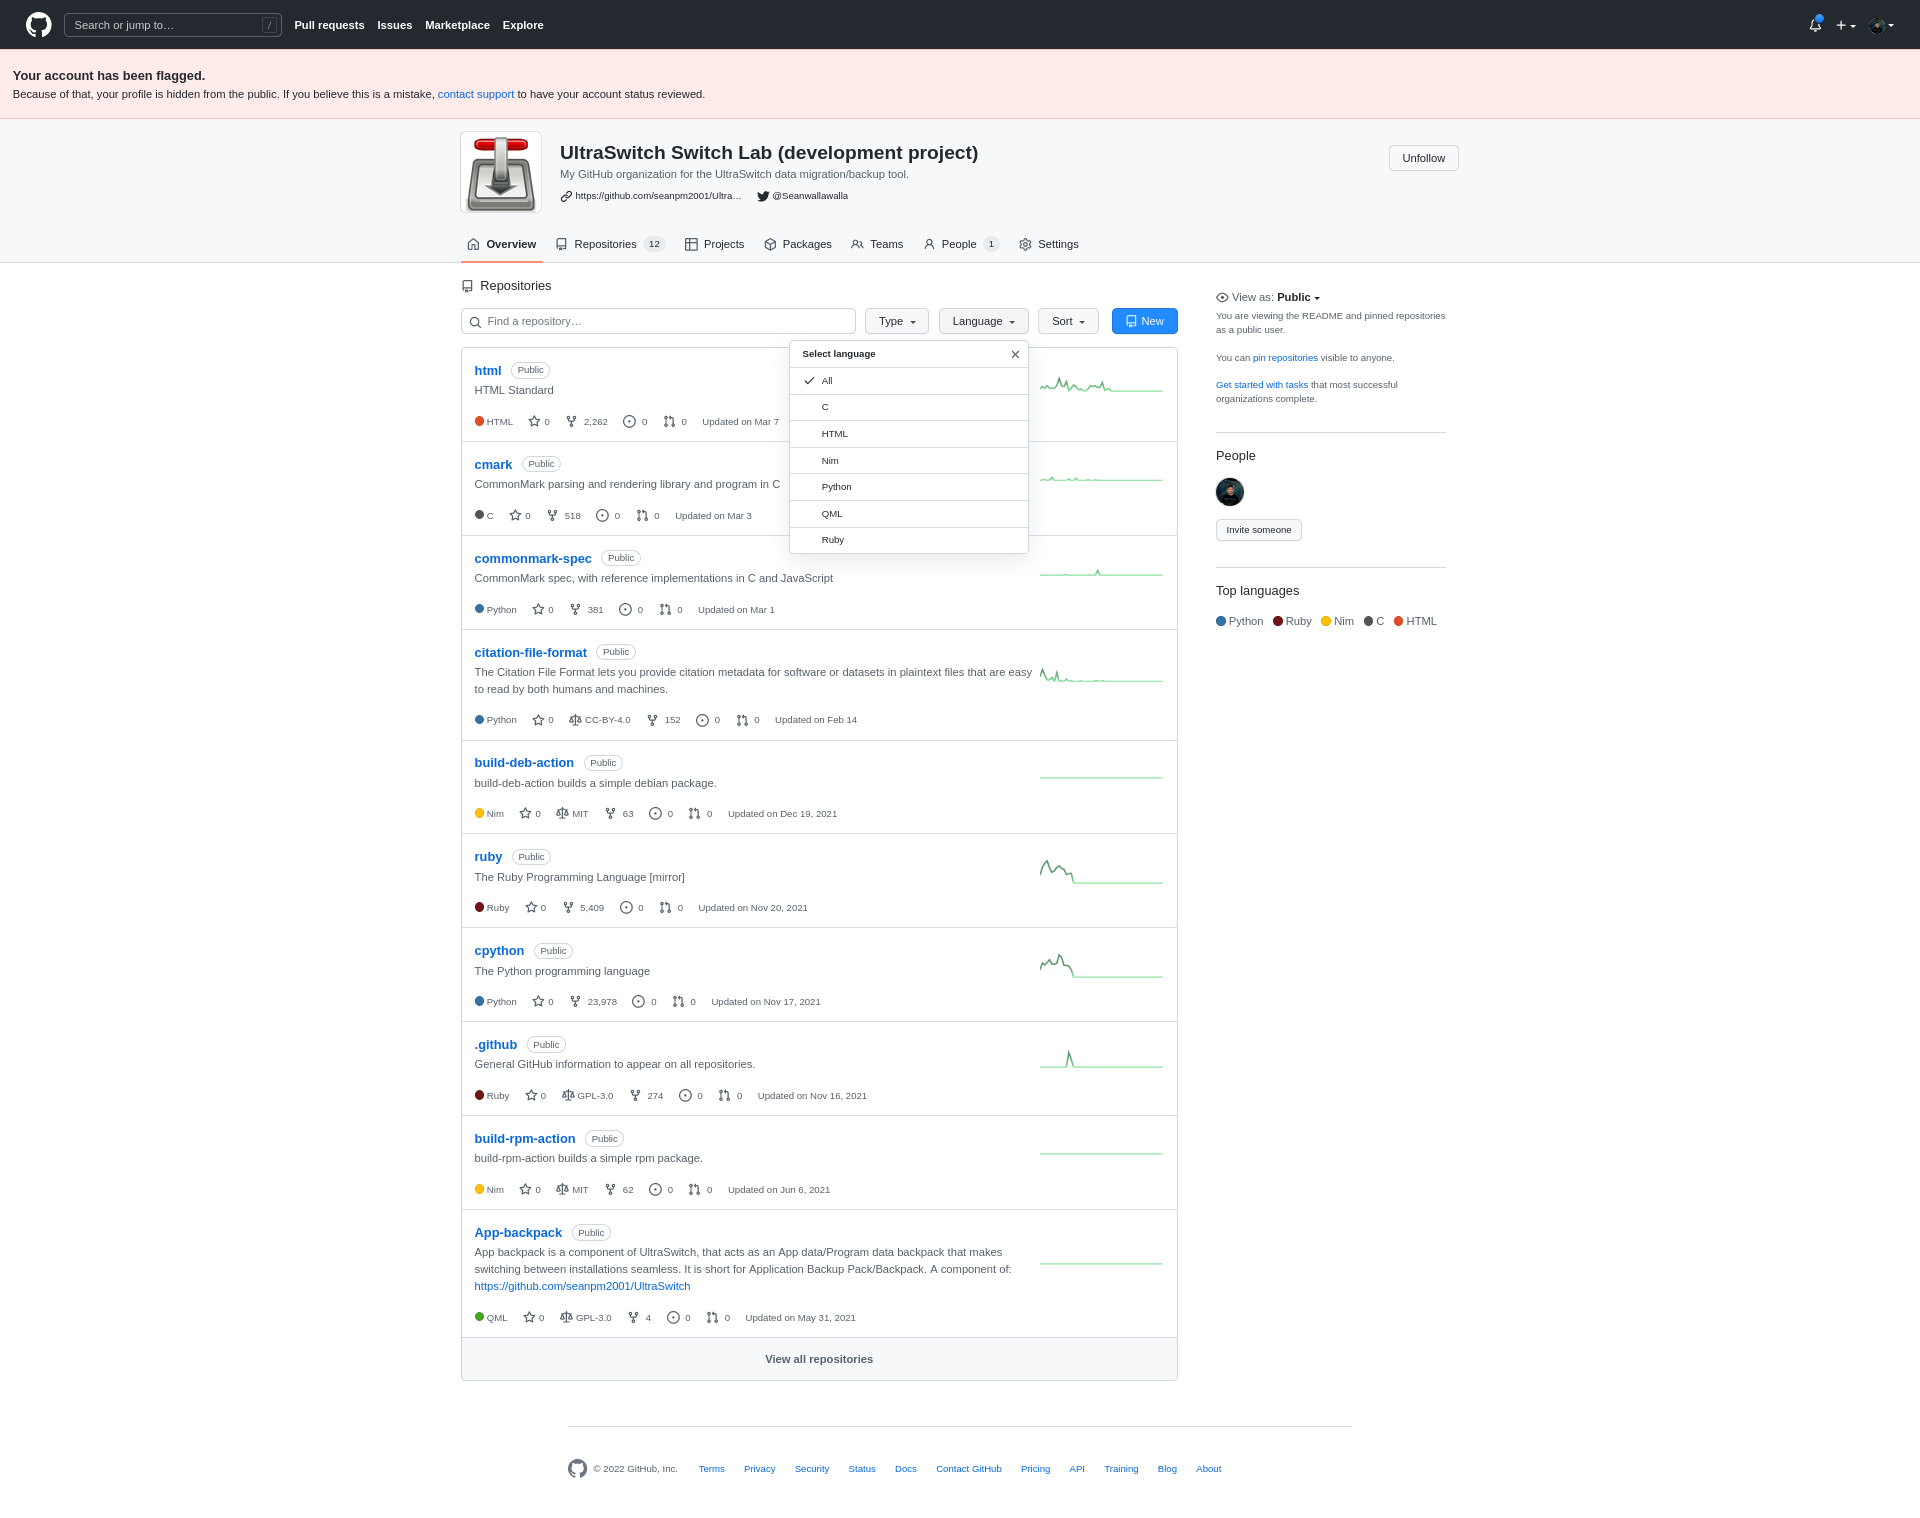 Search or jump to… /
Pull requests Issues Marketplace Explore
Your account has been flagged.
Because of that, your profile is hidden from the public. If you believe this is a mistake, contact support to have your account status reviewed.
UltraSwitch Switch Lab (development project)
Unfollow
My GitHub organization for the UltraSwitch data migration/backup tool.
https://github.com/seanpm2001/Ultra… @Seanwallawalla
Overview Repositories 12 Projects Packages Teams People 1 Settings
Repositories
Find a repository… Type Language Sort New
Select language
All
C
HTML
Nim
Python
QML
Ruby
html Public
HTML Standard
HTML 0 2,262 0 0 Updated on Mar 7
cmark Public
CommonMark parsing and rendering library and program in C
C 0 518 0 0 Updated on Mar 3
commonmark-spec Public
CommonMark spec, with reference implementations in C and JavaScript
Python 0 381 0 0 Updated on Mar 1
citation-file-format Public
The Citation File Format lets you provide citation metadata for software or datasets in plaintext files that are easy
to read by both humans and machines.
Python 0 CC-BY-4.0 152 0 0 Updated on Feb 14
build-deb-action Public
build-deb-action builds a simple debian package.
Nim 0 MIT 63 0 0 Updated on Dec 19, 2021
ruby Public
The Ruby Programming Language [mirror]
Ruby 0 5,409 0 0 Updated on Nov 20, 2021
cpython Public
The Python programming language
Python 0 23,978 0 0 Updated on Nov 17, 2021
.github Public
General GitHub information to appear on all repositories.
Ruby 0 GPL-3.0 274 0 0 Updated on Nov 16, 2021
build-rpm-action Public
build-rpm-action builds a simple rpm package.
Nim 0 MIT 62 0 0 Updated on Jun 6, 2021
App-backpack Public
App backpack is a component of UltraSwitch, that acts as an App data/Program data backpack that makes
switching between installations seamless. It is short for Application Backup Pack/Backpack. A component of:
https://github.com/seanpm2001/UltraSwitch
QML 0 GPL-3.0 4 0 0 Updated on May 31, 2021
View all repositories
View as: Public
You are viewing the README and pinned repositories
as a public user.
You can pin repositories visible to anyone.
Get started with tasks that most successful
organizations complete.
People
Invite someone
Top languages
Python Ruby Nim C HTML
© 2022 GitHub, Inc. Terms Privacy Security Status Docs Contact GitHub Pricing API Training Blog About